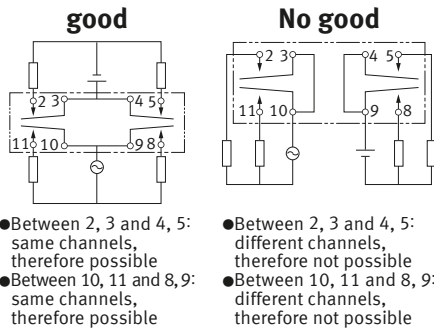 good
No good
2 3 4 5
11 10 9 8
2 3 4 5
11 10 9 8
●Between 2, 3 and 4, 5:
same channels,
therefore possible
●Between 10, 11 and 8, 9:
same channels,
therefore possible
●Between 2, 3 and 4, 5:
different channels,
therefore not possible
●Between 10, 11 and 8, 9:
different channels,
therefore not possible